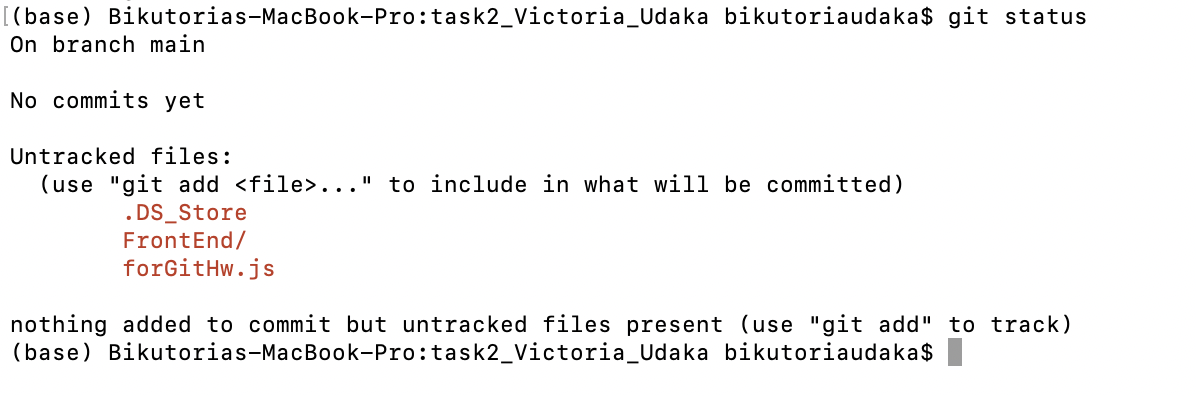 (base) Bikutorias-MacBook-Pro:task2_Victoria_Udaka bikutoriaudaka$ git status
On branch main
No commits yet
Untracked files:
  (use "git add <file>..." to include in what will be committed)
        .DS_Store
        FrontEnd/
        forGitHw.js
nothing added to commit but untracked files present (use "git add" to track)
(base) Bikutorias-MacBook-Pro:task2_Victoria_Udaka bikutoriaudaka$